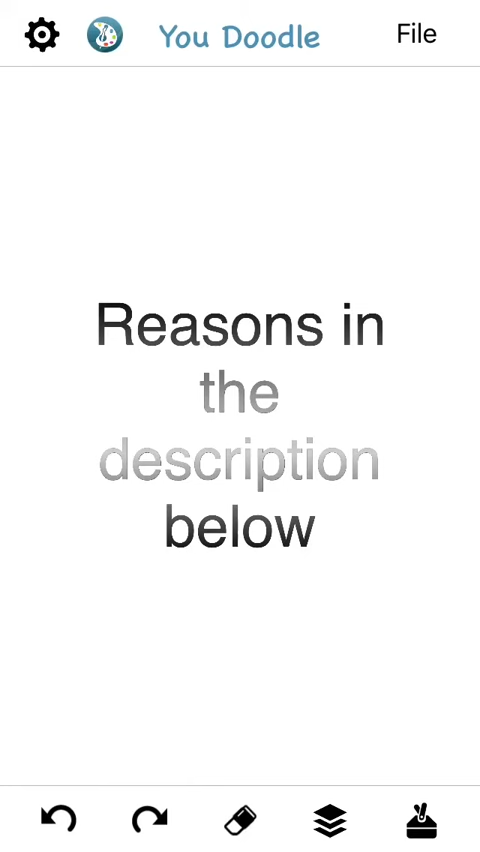 You Doodle
File
Reasons in
the
description
below